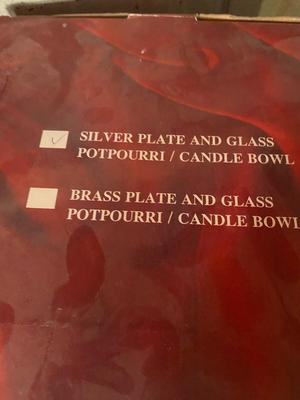 SILVER PLATE AND GLASS
POTPOURRI / CANDLE BOWL
BRASS PLATE AND GLASS
POTPOURRI / CANDLE BOWL